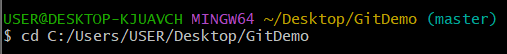 USER@DESKTOP-KJUAVCH MINGW64 ~/Desktop/GitDemo (master)
$ cd C:/Users/USER/Desktop/GitDemo